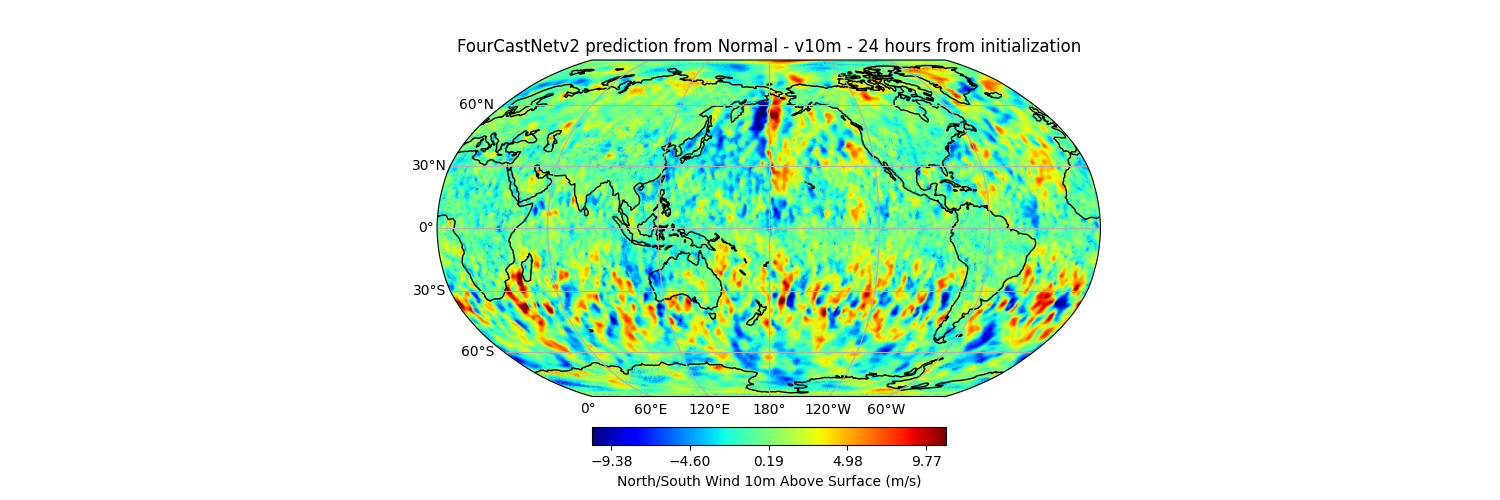 FourCastNetv2 prediction from Normal - v10m - 24 hours from initialization
60°N
30°N
0°
30°S
60°S
0° 60°E 120°E 180° 120°W 60°W
−9.38 −4.60 0.19 4.98 9.77
North/South Wind 10m Above Surface (m/s)